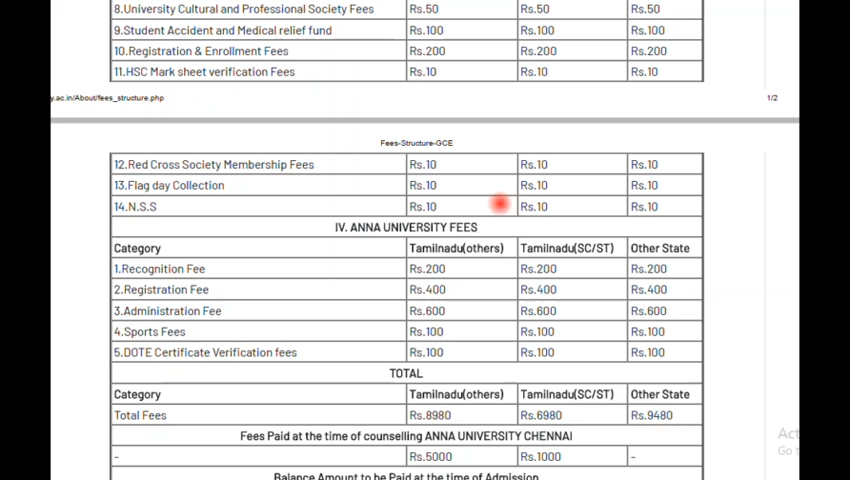 8.University Cultural and Professional Society Fees Rs.50 Rs.50 Rs.50
9.Student Accident and Medical relief fund Rs.100 Rs.100 Rs.100
10.Registration & Enrollment Fees Rs.200 Rs.200 Rs.200
11.HSC Mark sheet verification Fees Rs.10 Rs.10 Rs.10
y.ac.in/About/fees_structure.php 1/2
Fees-Structure-GCE
12.Red Cross Society Membership Fees Rs.10 Rs.10 Rs.10
13.Flag day Collection Rs.10 Rs.10 Rs.10
14.N.S.S Rs.10 Rs.10 Rs.10
IV. ANNA UNIVERSITY FEES
Category Tamilnadu(others) Tamilnadu(SC/ST) Other State
1.Recognition Fee Rs.200 Rs.200 Rs.200
2.Registration Fee Rs.400 Rs.400 Rs.400
3.Administration Fee Rs.600 Rs.600 Rs.600
4.Sports Fees Rs.100 Rs.100 Rs.100
5.DOTE Certificate Verification fees Rs.100 Rs.100 Rs.100
TOTAL
Category Tamilnadu(others) Tamilnadu(SC/ST) Other State
Total Fees Rs.8980 Rs.6980 Rs.9480
Fees Paid at the time of counselling ANNA UNIVERSITY CHENNAI
Act
- Rs.5000 Rs.1000 -
Go t
Balance Amount to be Paid at the time of Admission